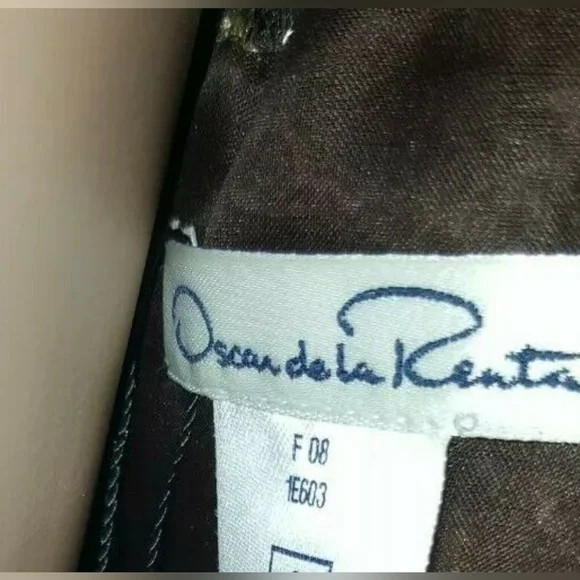 Oscar de la Renta
F 08
1E603